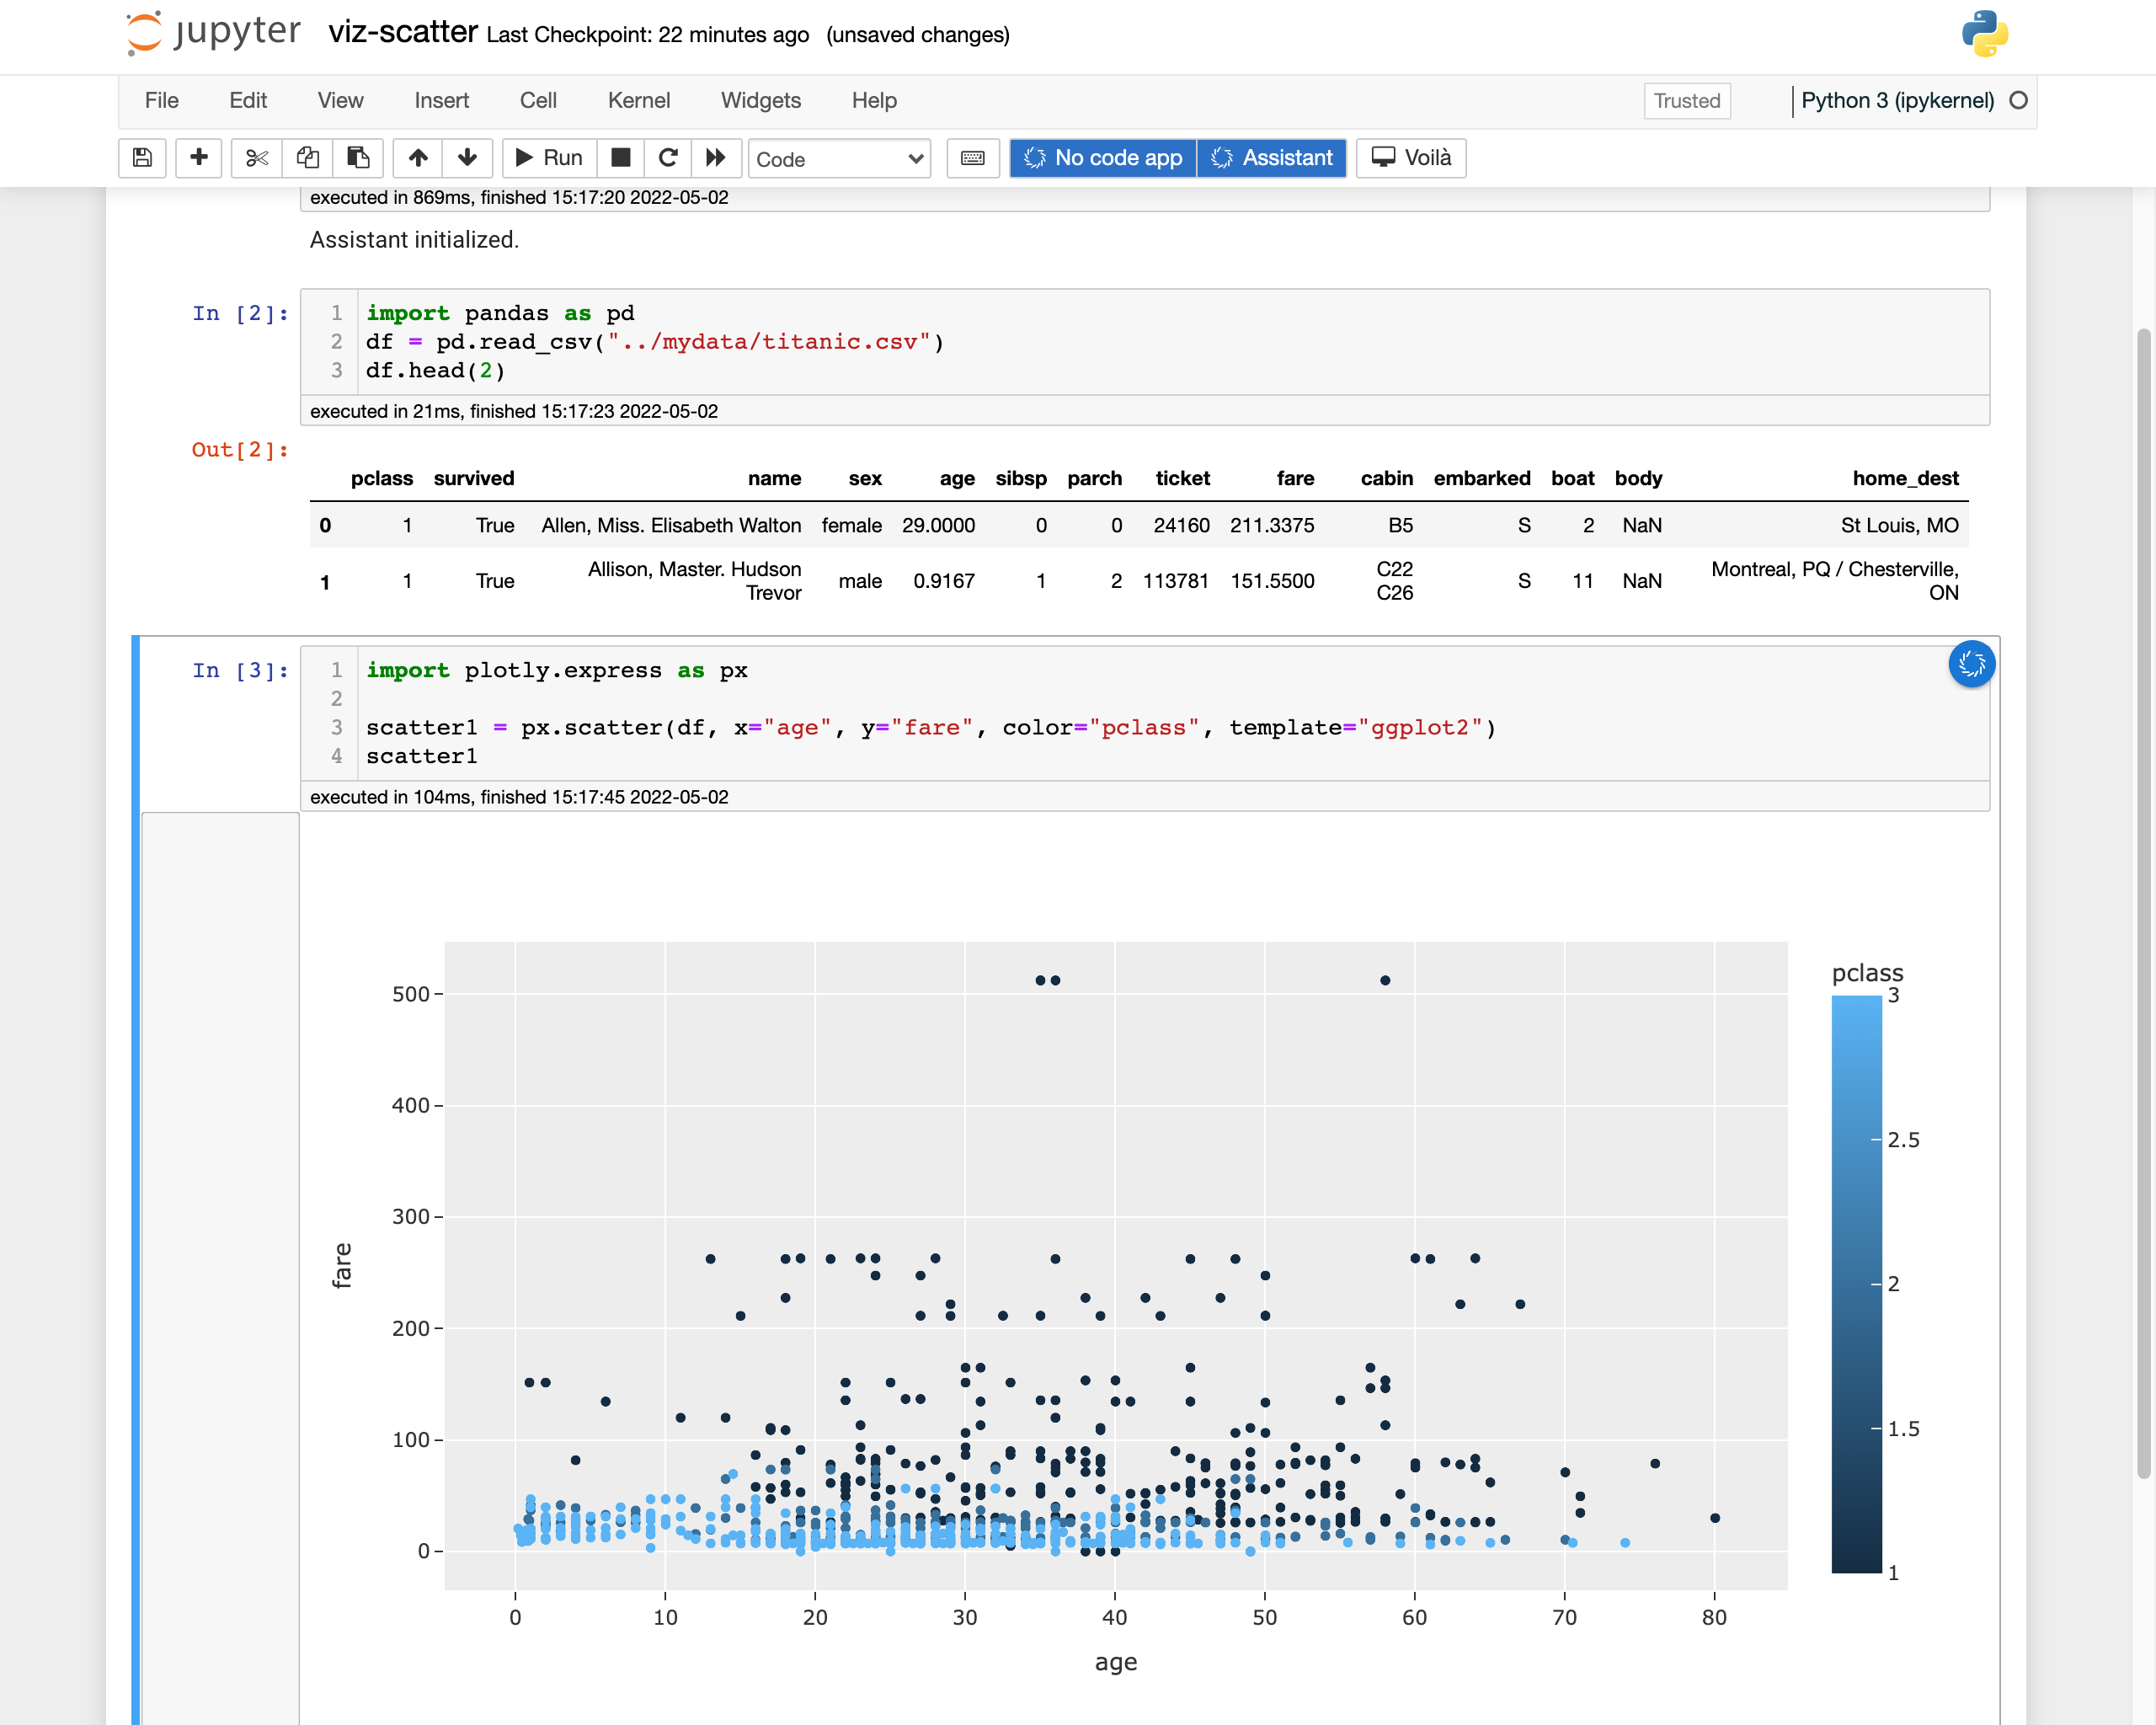 jupyter viz-scatter Last Checkpoint: 22 minutes ago (unsaved changes)
File Edit View Insert Cell Kernel Widgets Help Trusted Python 3 (ipykernel)
Run Code No code app Assistant Voilà
executed in 869ms, finished 15:17:20 2022-05-02
Assistant initialized.
In [2]:
1 import pandas as pd
2 df = pd.read_csv("../mydata/titanic.csv")
3 df.head(2)
executed in 21ms, finished 15:17:23 2022-05-02
Out[2]:
pclass survived name sex age sibsp parch ticket fare cabin embarked boat body home_dest
0 1 True Allen, Miss. Elisabeth Walton female 29.0000 0 0 24160 211.3375 B5 S 2 NaN St Louis, MO
1 1 True Allison, Master. Hudson Trevor male 0.9167 1 2 113781 151.5500 C22 C26 S 11 NaN Montreal, PQ / Chesterville, ON
In [3]:
1 import plotly.express as px
2
3 scatter1 = px.scatter(df, x="age", y="fare", color="pclass", template="ggplot2")
4 scatter1
executed in 104ms, finished 15:17:45 2022-05-02
pclass
500
400
300
200
100
0
fare
3
2.5
2
1.5
1
0 10 20 30 40 50 60 70 80
age